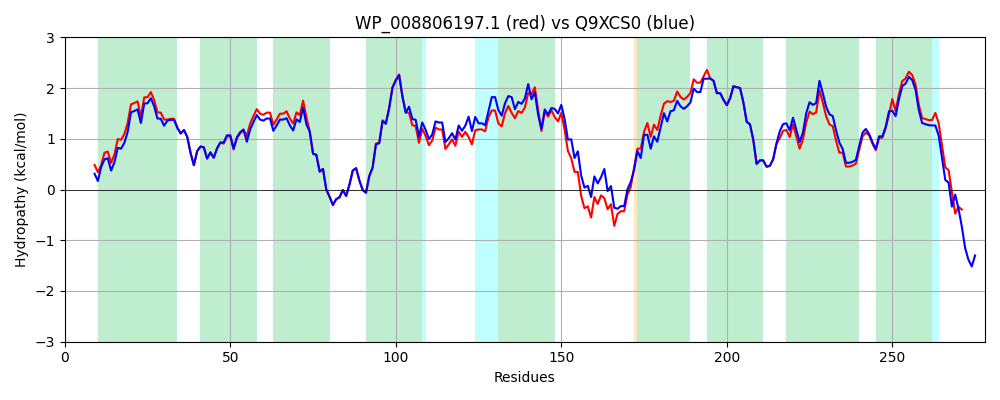 WP_008806197.1 (red) vs Q9XCS0 (blue)
Hydropathy (kcal/mol)
3
2
1
0
−1
−2
−3
0 50 100 150 200 250
Residues